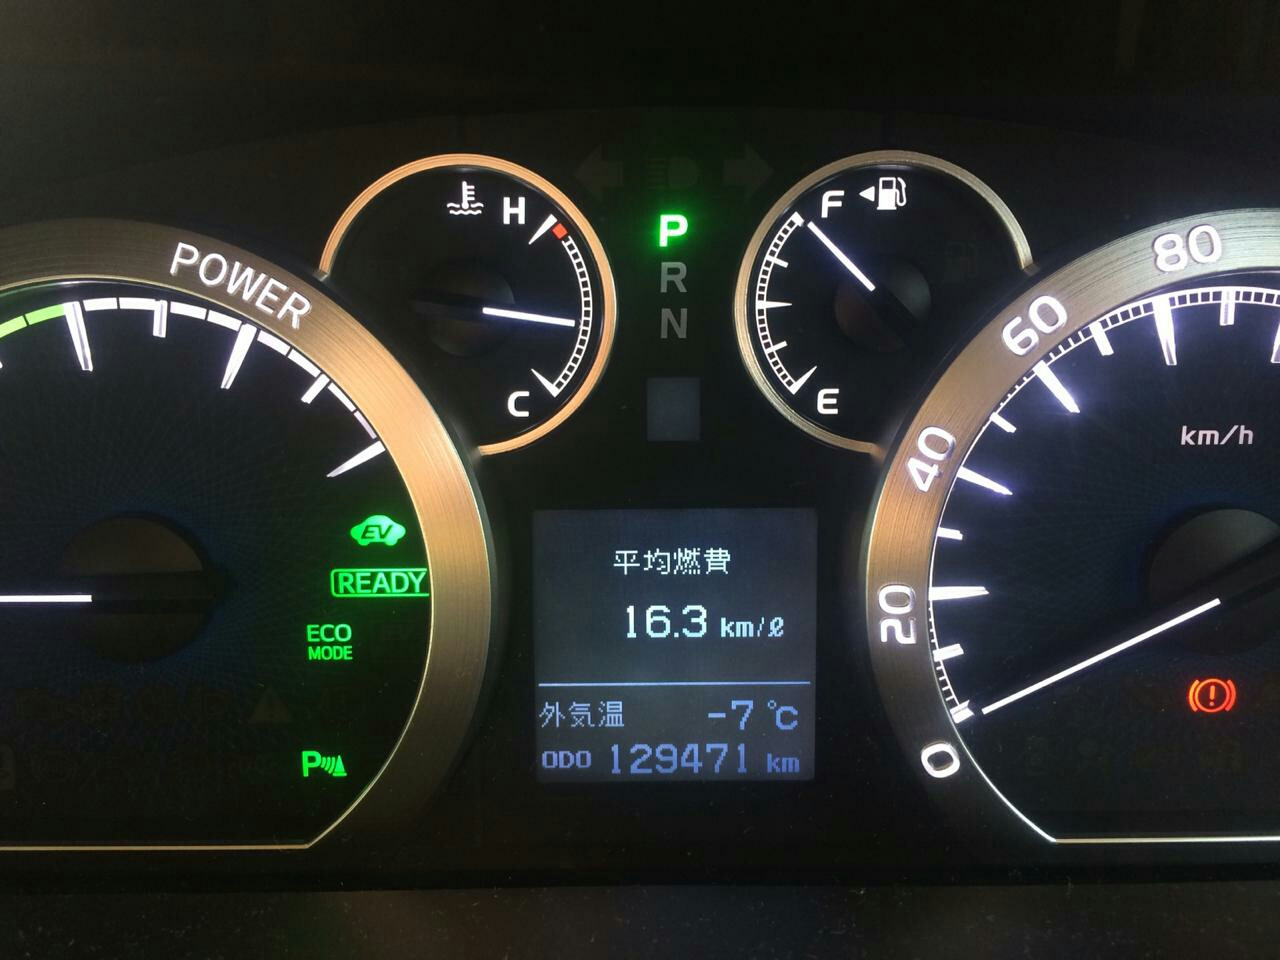 POWER
H
C
P
R
N
F
E
80
60
40
20
0
km/h
EV
READY
ECO
MODE
P
平均燃費
16.3 km/ℓ
外気温 -7 ℃
ODO 129471 km